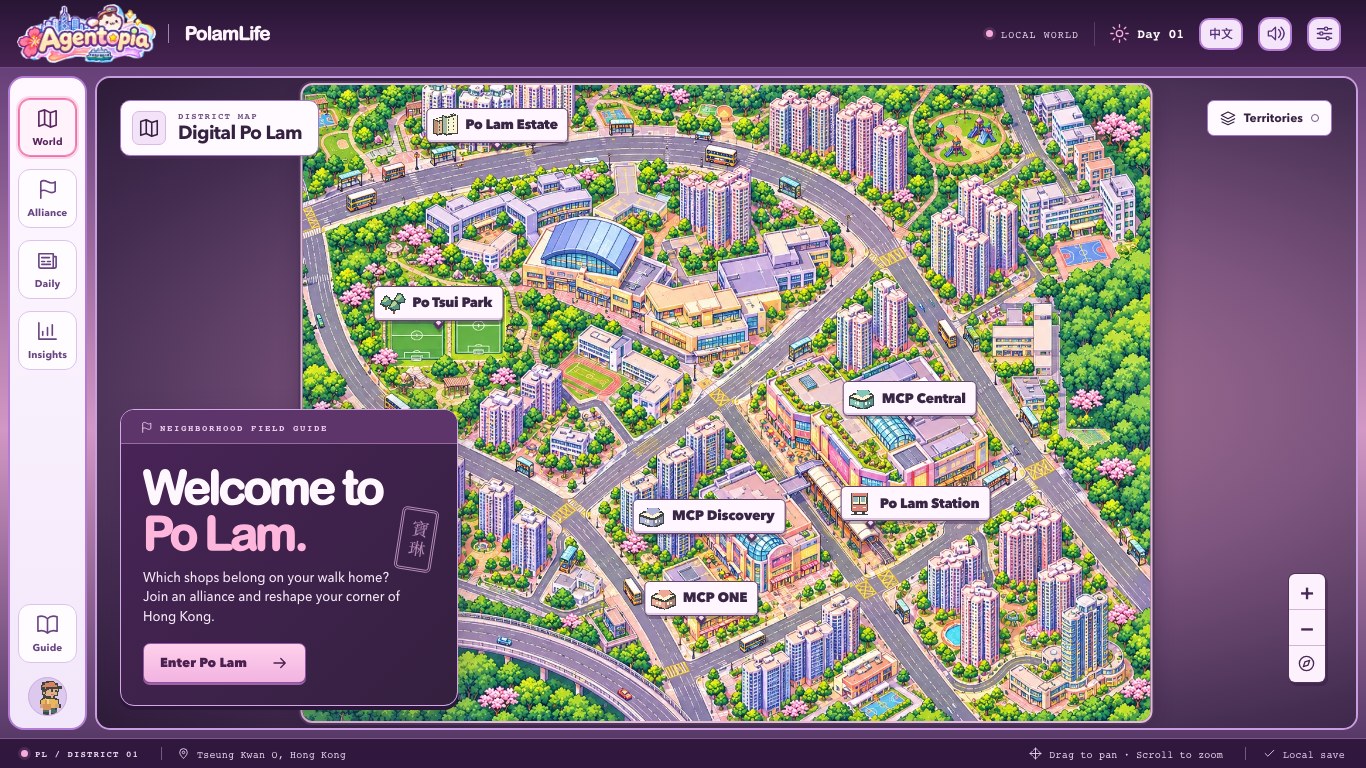 Agentopia
PolamLife
LOCAL WORLD
Day 01
中文
World
Alliance
Daily
Insights
Guide
DISTRICT MAP
Digital Po Lam
Territories
Po Lam Estate
Po Tsui Park
MCP Central
Po Lam Station
MCP Discovery
MCP ONE
NEIGHBORHOOD FIELD GUIDE
Welcome to
Po Lam.
寶
琳
Which shops belong on your walk home?
Join an alliance and reshape your corner of
Hong Kong.
Enter Po Lam →
+
−
PL / DISTRICT 01
Tseung Kwan O, Hong Kong
Drag to pan · Scroll to zoom
Local save